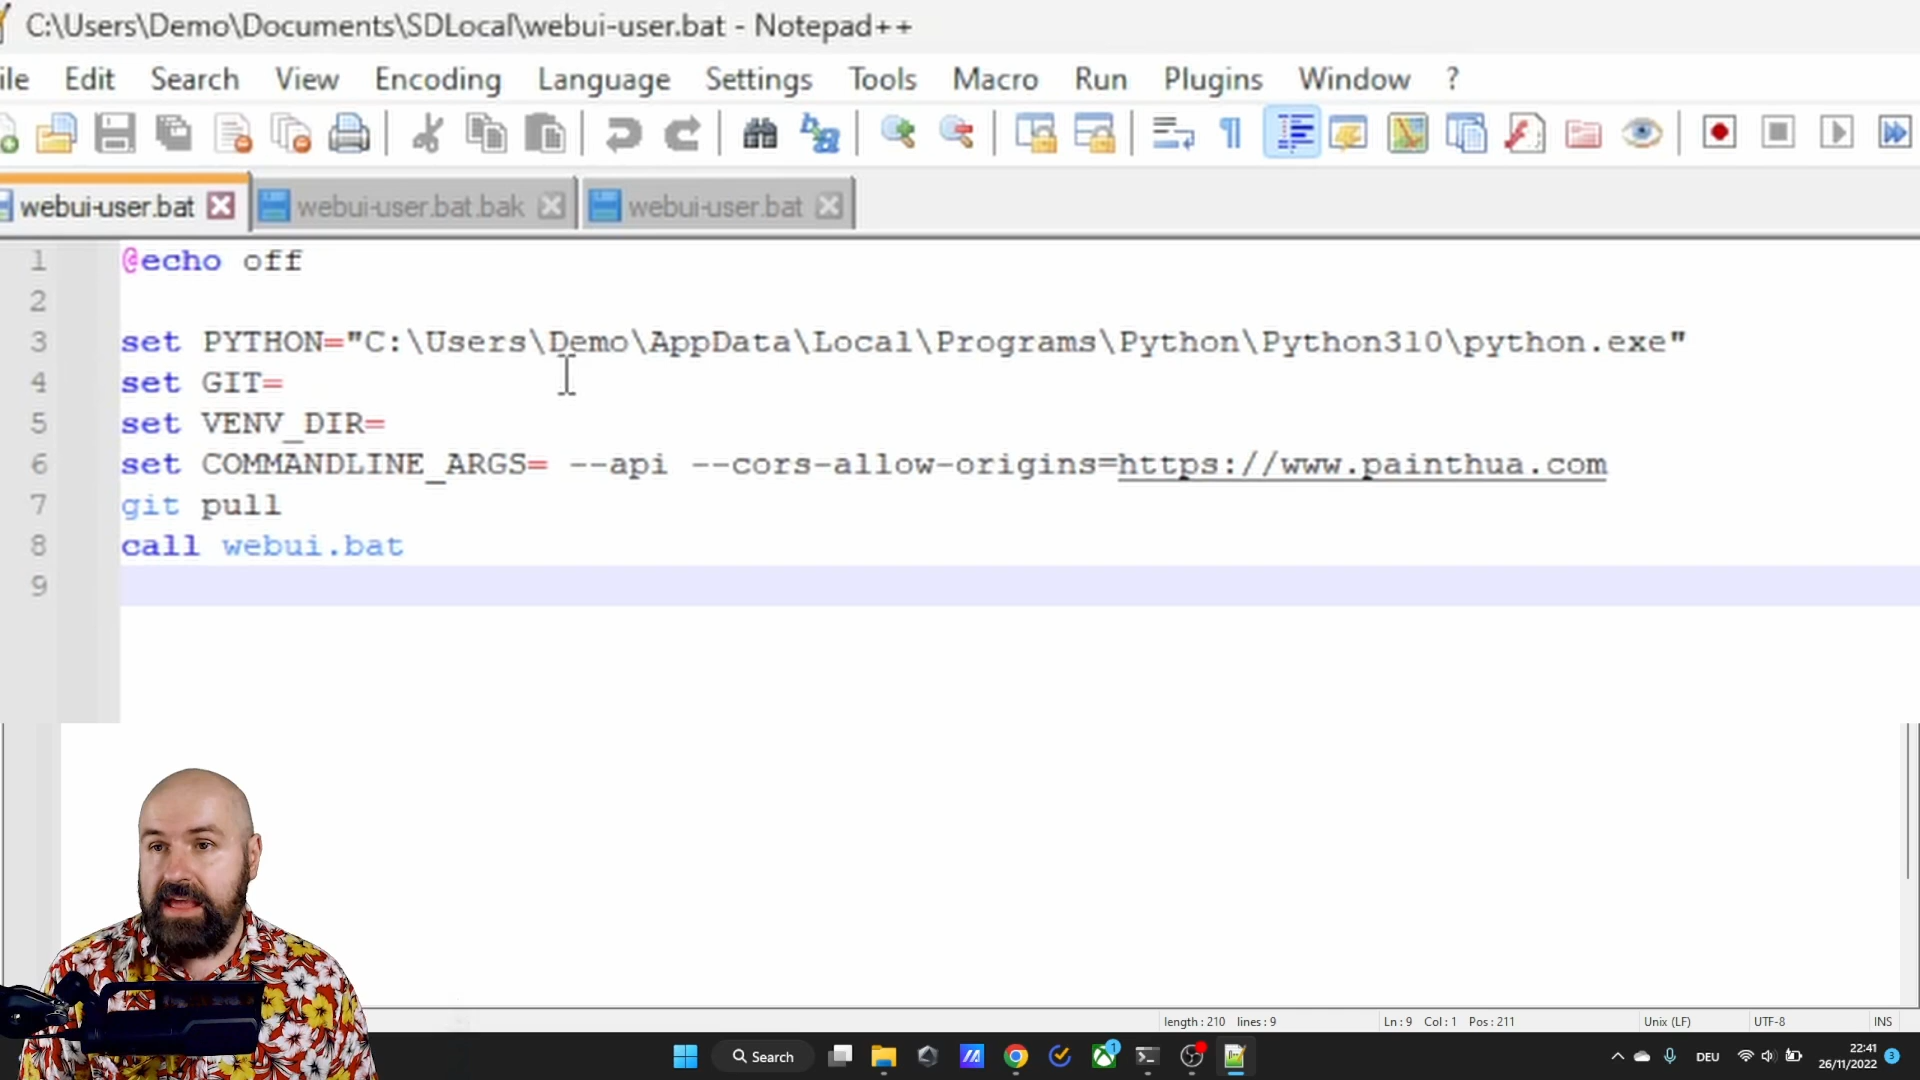 C:\Users\Demo\Documents\SDLocal\webui-user.bat - Notepad++
ile Edit Search View Encoding Language Settings Tools Macro Run Plugins Window ?
webui-user.bat webui-user.bat.bak webui-user.bat
1 @echo off
2
3 set PYTHON="C:\Users\Demo\AppData\Local\Programs\Python\Python310\python.exe"
4 set GIT=
5 set VENV_DIR=
6 set COMMANDLINE_ARGS= --api --cors-allow-origins=https://www.painthua.com
7 git pull
8 call webui.bat
9
length : 210 lines : 9 Ln : 9 Col : 1 Pos : 211 Unix (LF) UTF-8 INS
Search 1 DEU 22:41
26/11/2022 3